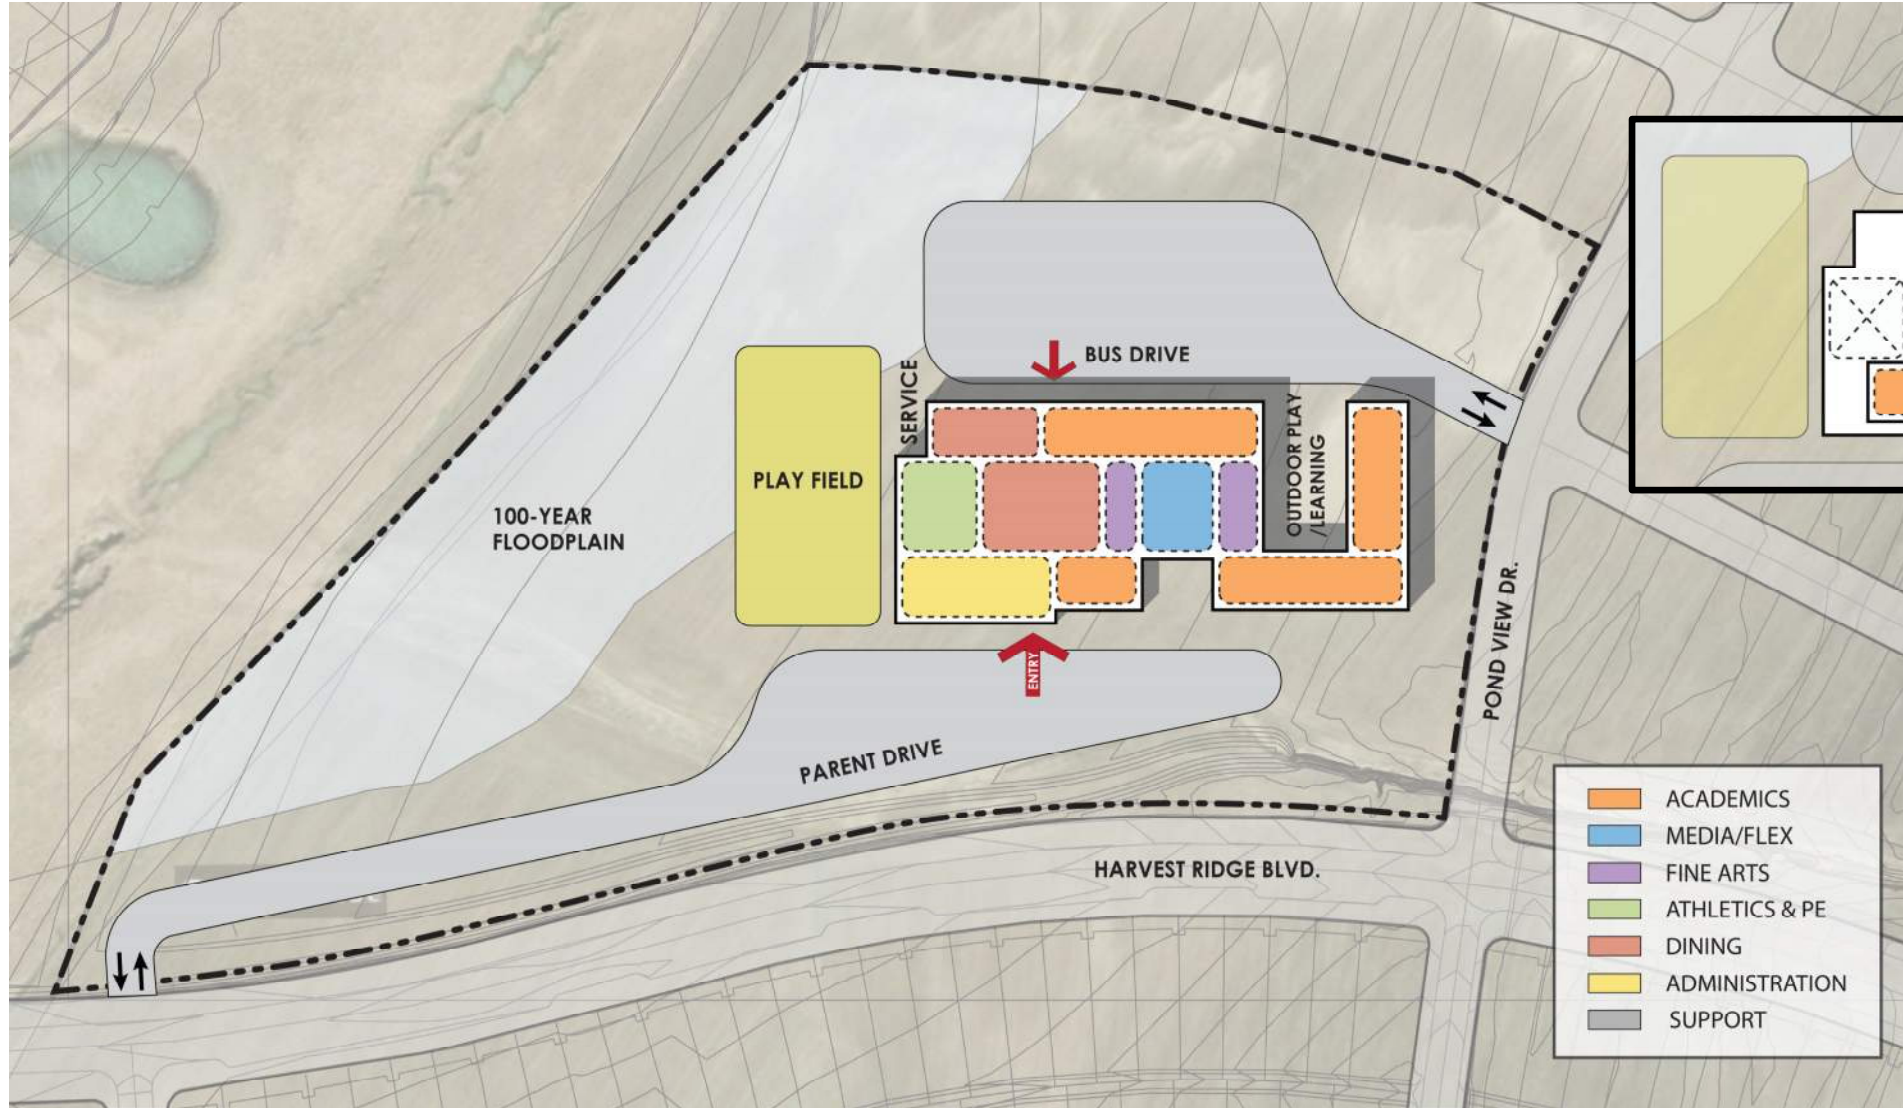 BUS DRIVE
SERVICE
OUTDOOR PLAY
/LEARNING
PLAY FIELD
100-YEAR
FLOODPLAIN
ENTRY
POND VIEW DR.
PARENT DRIVE
HARVEST RIDGE BLVD.
ACADEMICS
MEDIA/FLEX
FINE ARTS
ATHLETICS & PE
DINING
ADMINISTRATION
SUPPORT